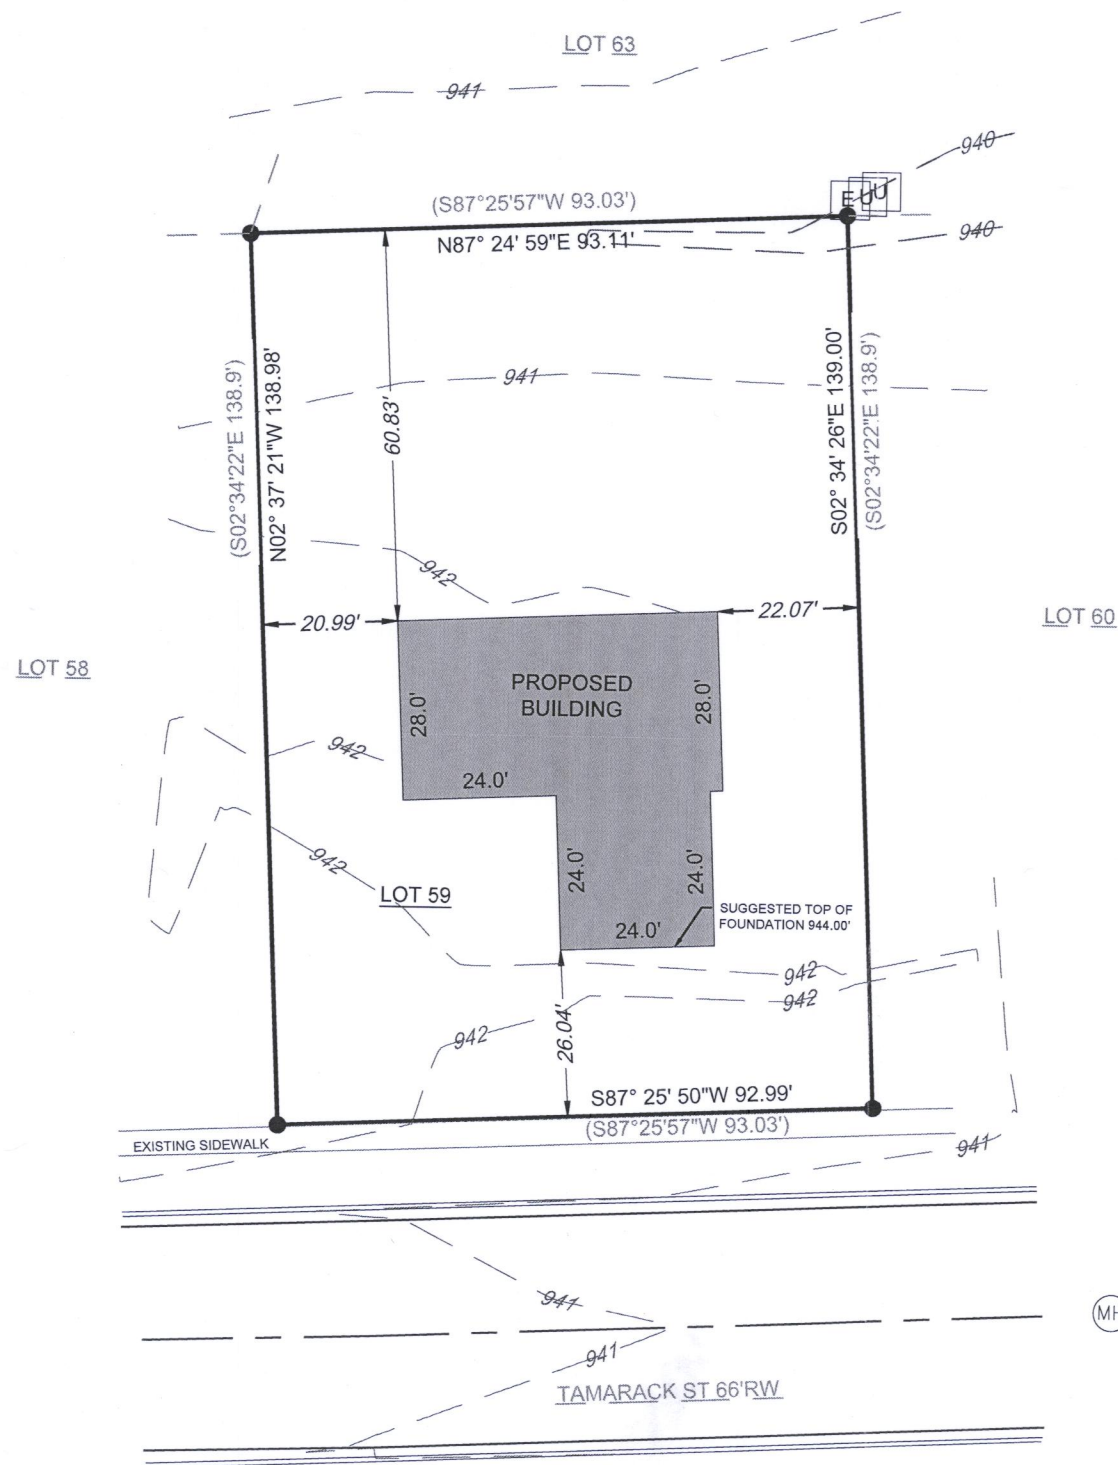 LOT 63
941
940
E U U
(S87°25'57"W 93.03')
N87° 24' 59"E 93.11'
940
(S02°34'22"E 138.9')
N02° 37' 21"W 138.98'
60.83'
941
S02° 34' 26"E 139.00'
(S02°34'22"E 138.9')
942
20.99'
22.07'
LOT 60
LOT 58
PROPOSED
BUILDING
28.0'
28.0'
942
24.0'
942
LOT 59
24.0'
24.0'
24.0'
SUGGESTED TOP OF
FOUNDATION 944.00'
942
942
942
26.04'
S87° 25' 50"W 92.99'
(S87°25'57"W 93.03')
EXISTING SIDEWALK
941
941
MH
941
TAMARACK ST 66'RW